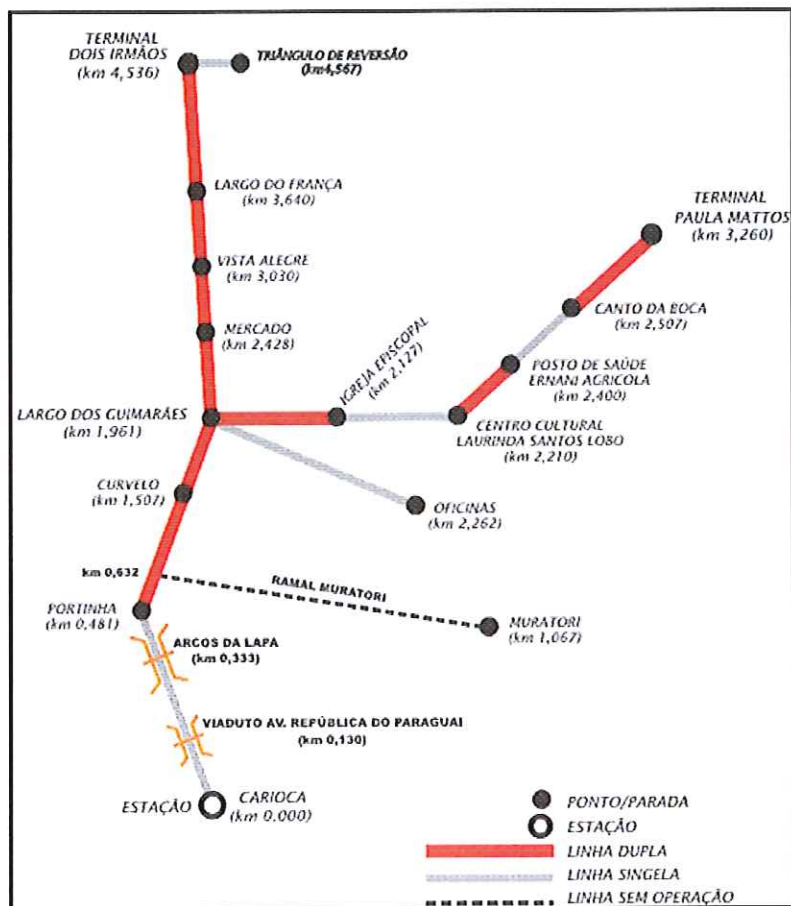 TERMINAL
DOIS IRMÃOS
(km 4,536)
TRIÂNGULO DE REVERSÃO
(km4,567)
LARGO DO FRANÇA
(km 3,640)
TERMINAL
PAULA MATTOS
(km 3,260)
VISTA ALEGRE
(km 3,030)
CANTO DA BOCA
(km 2,507)
MERCADO
(km 2,428)
IGREJA EPISCOPAL
(km 2,127)
POSTO DE SAÚDE
ERNANI AGRICOLA
(km 2,400)
LARGO DOS GUIMARÃES
(km 1,961)
CENTRO CULTURAL
LAURINDA SANTOS LOBO
(km 2,210)
CURVELO
(km 1,507)
OFICINAS
(km 2,262)
km 0,632
RAMAL MURATORI
PORTINHA
(km 0,481)
MURATORI
(km 1,067)
ARCOS DA LAPA
(km 0,333)
VIADUTO AV. REPÚBLICA DO PARAGUAI
(km 0,130)
ESTAÇÃO
CARIOCA
(km 0.000)
PONTO/PARADA
ESTAÇÃO
LINHA DUPLA
LINHA SINGELA
LINHA SEM OPERAÇÃO